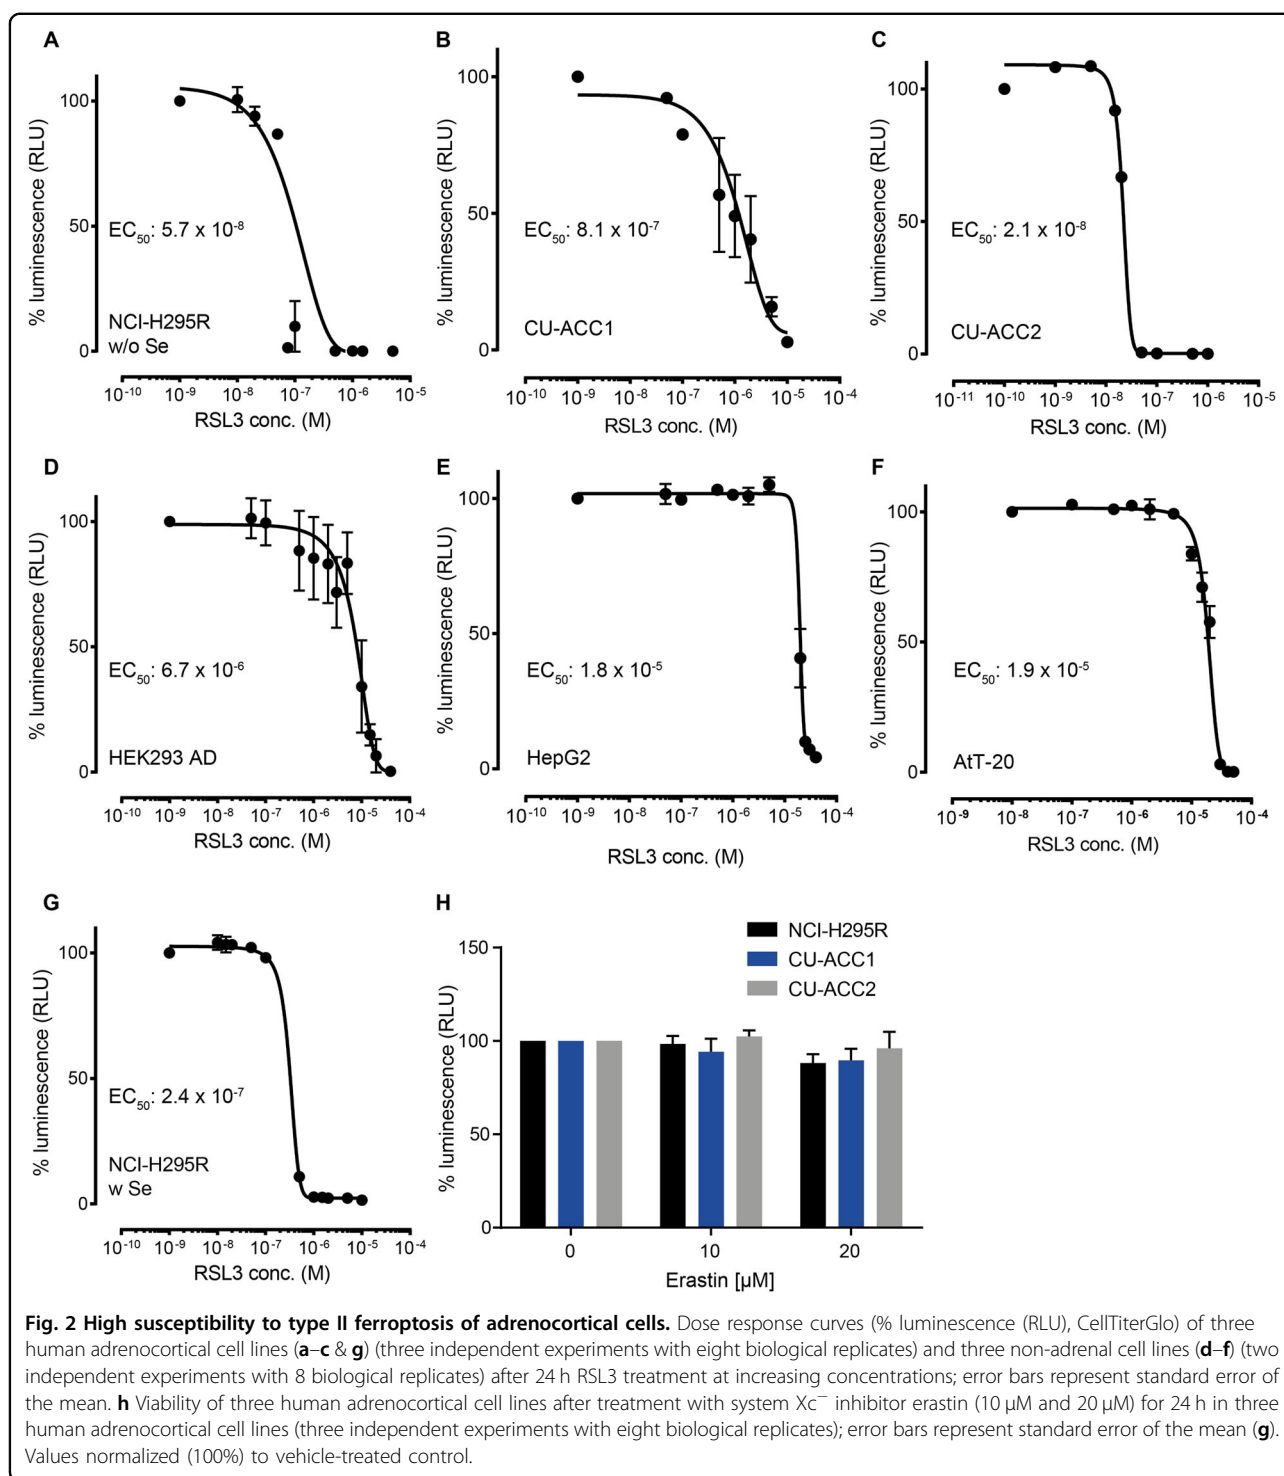 A
% luminescence (RLU)
100
50
0
EC50: 5.7 x 10-8
NCI-H295R
w/o Se
10-10 10-9 10-8 10-7 10-6 10-5
RSL3 conc. (M)
B
% luminescence (RLU)
100
50
0
EC50: 8.1 x 10-7
CU-ACC1
10-10 10-9 10-8 10-7 10-6 10-5 10-4
RSL3 conc. (M)
C
% luminescence (RLU)
100
50
0
EC50: 2.1 x 10-8
CU-ACC2
10-11 10-10 10-9 10-8 10-7 10-6 10-5
RSL3 conc. (M)
D
% luminescence (RLU)
100
50
0
EC50: 6.7 x 10-6
HEK293 AD
10-10 10-9 10-8 10-7 10-6 10-5 10-4
RSL3 conc. (M)
E
% luminescence (RLU)
100
50
0
EC50: 1.8 x 10-5
HepG2
10-10 10-9 10-8 10-7 10-6 10-5 10-4
RSL3 conc. (M)
F
% luminescence (RLU)
100
50
0
EC50: 1.9 x 10-5
AtT-20
10-9 10-8 10-7 10-6 10-5 10-4
RSL3 conc. (M)
G
% luminescence (RLU)
100
50
0
EC50: 2.4 x 10-7
NCI-H295R
w Se
10-10 10-9 10-8 10-7 10-6 10-5 10-4
RSL3 conc. (M)
H
NCI-H295R
CU-ACC1
CU-ACC2
% luminescence (RLU)
150
100
50
0
0 10 20
Erastin [µM]
Fig. 2 High susceptibility to type II ferroptosis of adrenocortical cells. Dose response curves (% luminescence (RLU), CellTiterGlo) of three
human adrenocortical cell lines (a–c & g) (three independent experiments with eight biological replicates) and three non-adrenal cell lines (d–f) (two
independent experiments with 8 biological replicates) after 24 h RSL3 treatment at increasing concentrations; error bars represent standard error of
the mean. h Viability of three human adrenocortical cell lines after treatment with system Xc− inhibitor erastin (10 µM and 20 µM) for 24 h in three
human adrenocortical cell lines (three independent experiments with eight biological replicates); error bars represent standard error of the mean (g).
Values normalized (100%) to vehicle-treated control.